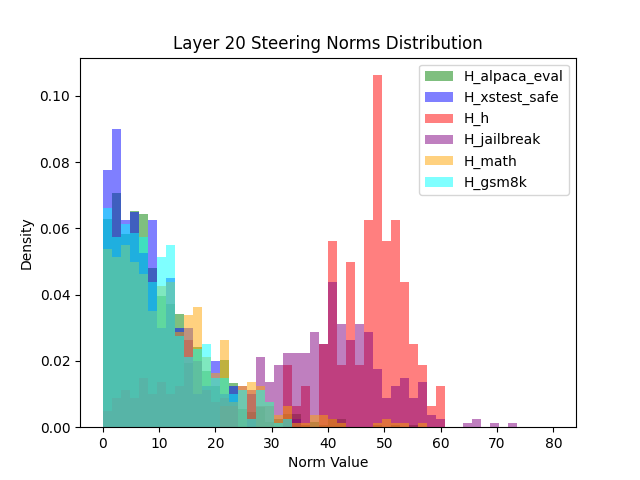 Layer 20 Steering Norms Distribution
H_alpaca_eval
H_xstest_safe
H_h
H_jailbreak
H_math
H_gsm8k
Density
0.10
0.08
0.06
0.04
0.02
0.00
0 10 20 30 40 50 60 70 80
Norm Value